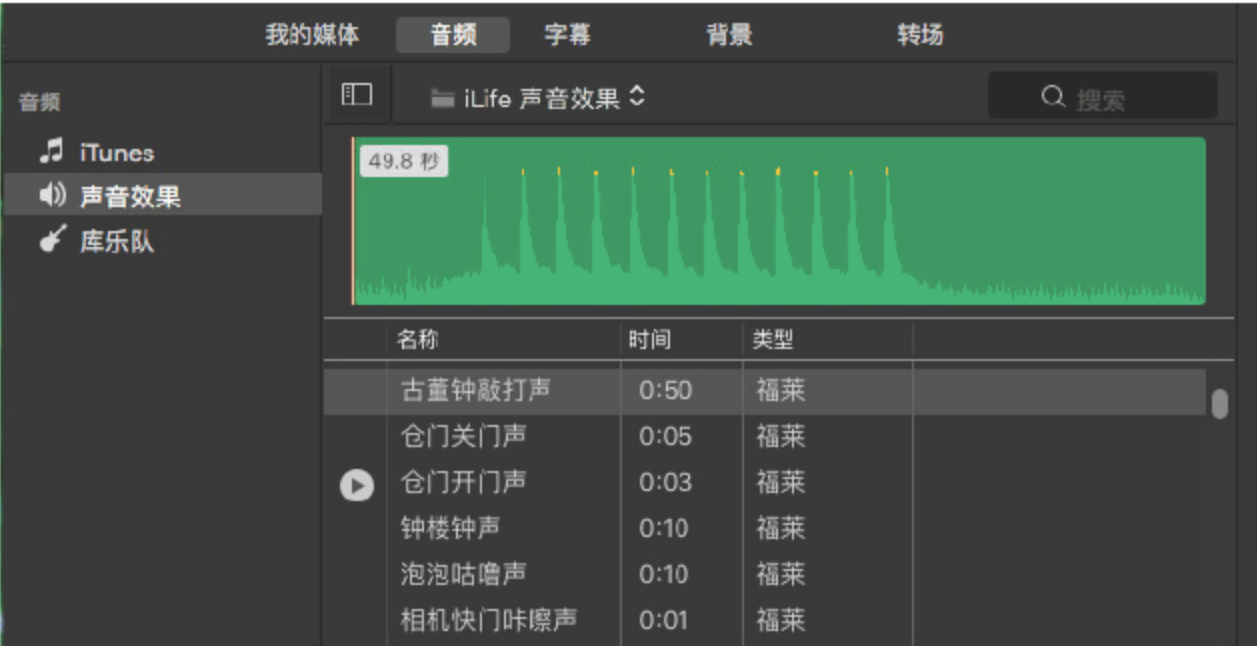 我的媒体 音频 字幕 背景 转场
音频
iTunes
声音效果
库乐队
iLife 声音效果
搜索
49.8 秒
名称 时间 类型
古董钟敲打声 0:50 福莱
仓门关门声 0:05 福莱
仓门开门声 0:03 福莱
钟楼钟声 0:10 福莱
泡泡咕噜声 0:10 福莱
相机快门咔嚓声 0:01 福莱